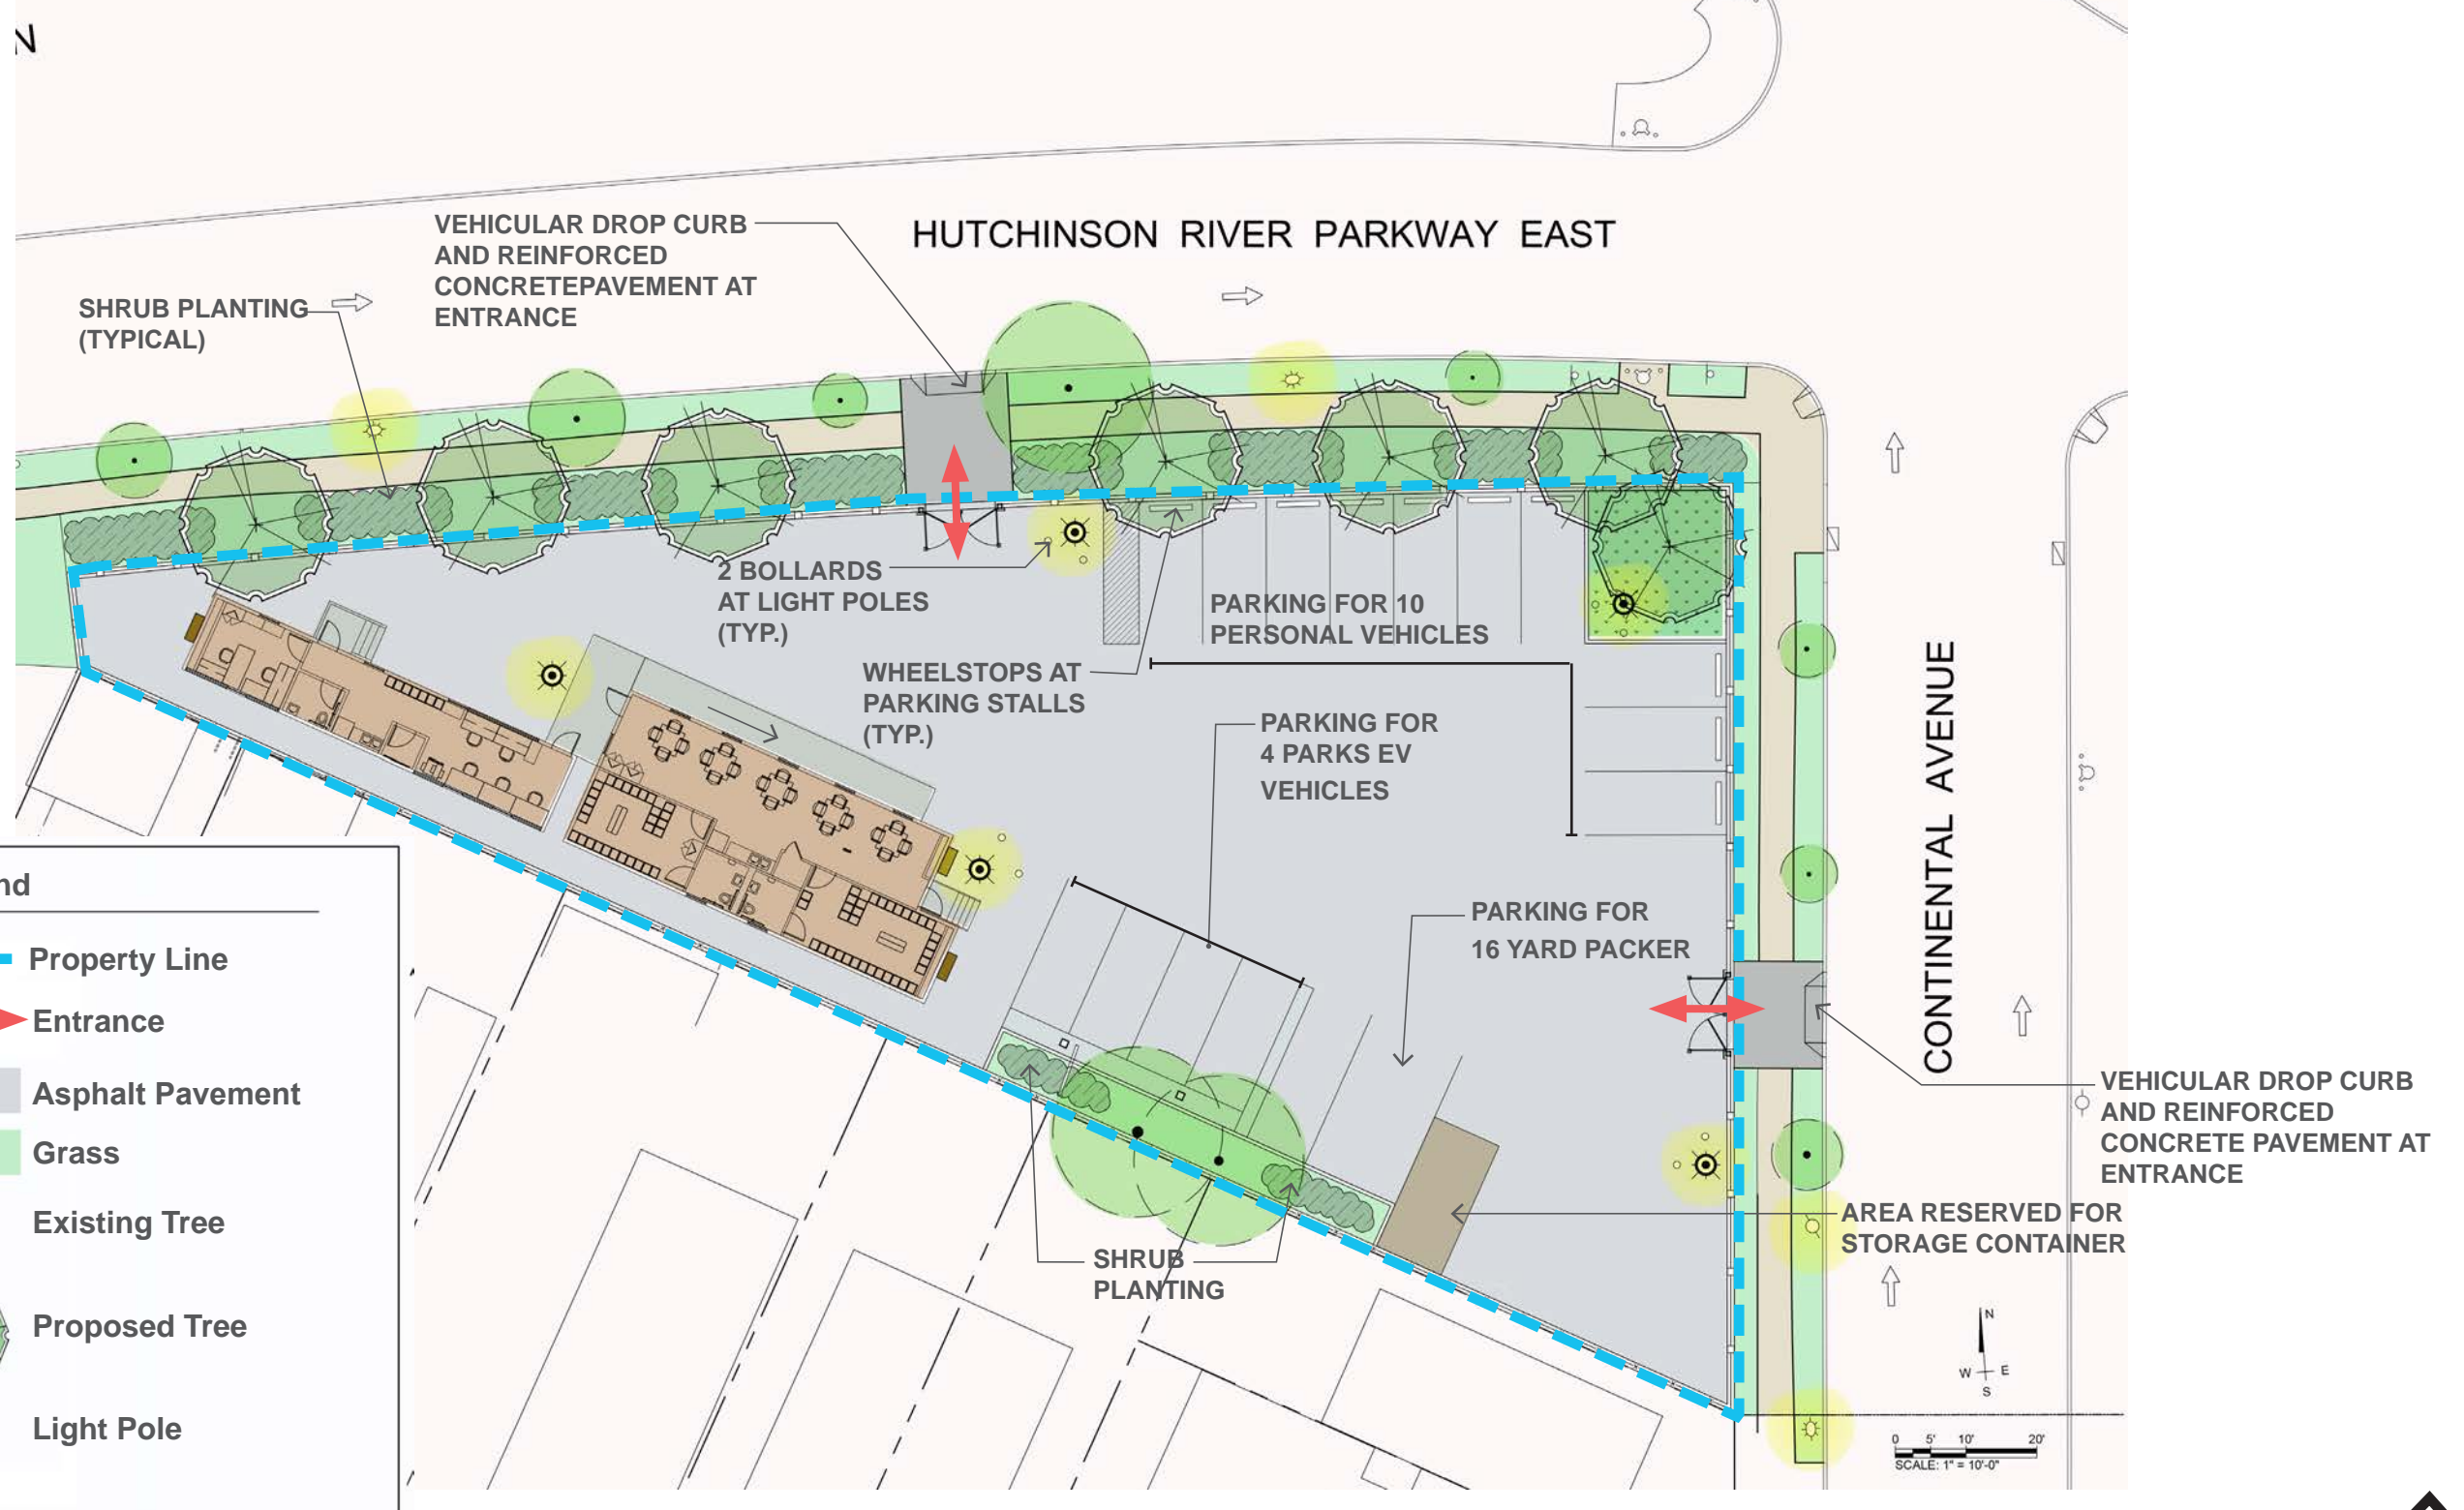 N
HUTCHINSON RIVER PARKWAY EAST
VEHICULAR DROP CURB
AND REINFORCED
CONCRETEPAVEMENT AT
ENTRANCE
SHRUB PLANTING
(TYPICAL)
2 BOLLARDS
AT LIGHT POLES
(TYP.)
PARKING FOR 10
PERSONAL VEHICLES
WHEELSTOPS AT
PARKING STALLS
(TYP.)
PARKING FOR
4 PARKS EV
VEHICLES
PARKING FOR
16 YARD PACKER
CONTINENTAL AVENUE
VEHICULAR DROP CURB
AND REINFORCED
CONCRETE PAVEMENT AT
ENTRANCE
AREA RESERVED FOR
STORAGE CONTAINER
SHRUB
PLANTING
nd
Property Line
Entrance
Asphalt Pavement
Grass
Existing Tree
Proposed Tree
Light Pole
N
W E
S
0 5' 10' 20'
SCALE: 1" = 10'-0"